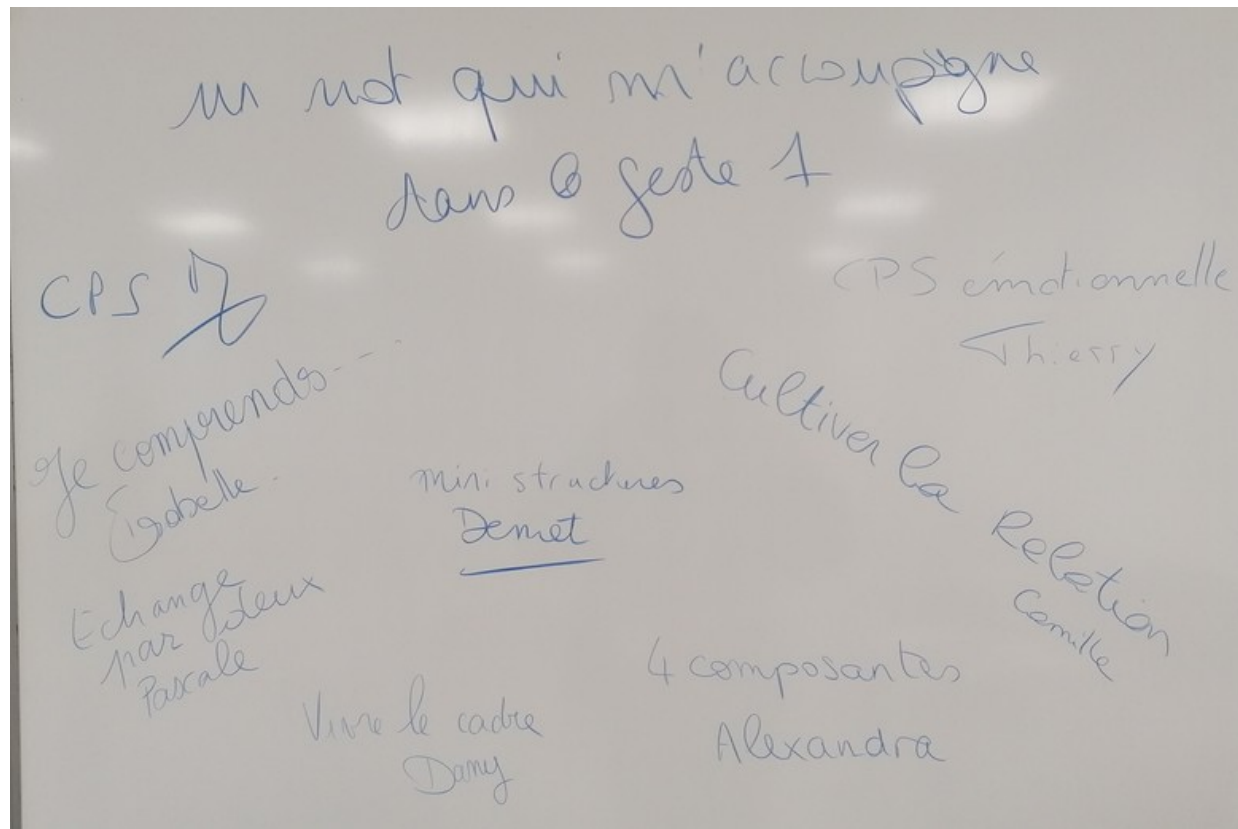 un mot qui m'accompagne
dans le geste 1
CPS
CPS émotionnelle
Thierry
Je comprends---
Isabelle.
Cultiver la Relation
Camille
mini structures
Demet
Echange
par deux
Pascale
4 composantes
Alexandra
Vivre le cadre
Dany